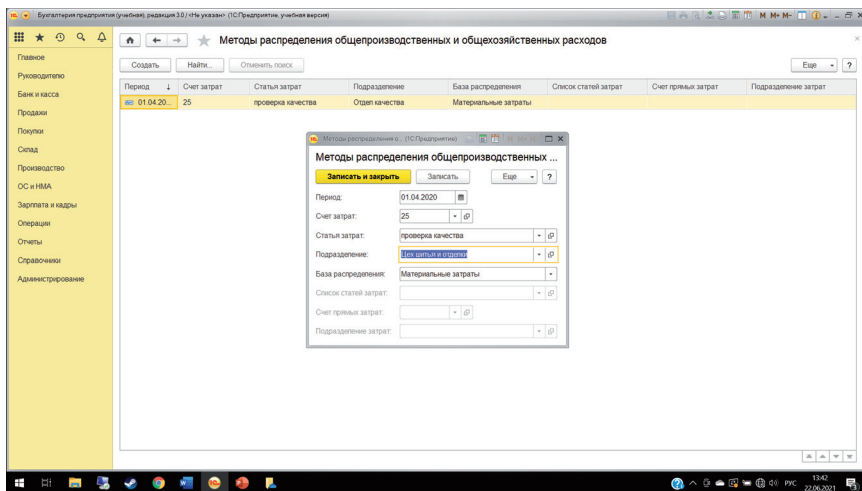 Бухгалтерия предприятия (учебная), редакция 3.0 / <Не указан> (1С:Предприятие, учебная версия)
M M+ M-
Главное
Руководителю
Банк и касса
Продажи
Покупки
Склад
Производство
ОС и НМА
Зарплата и кадры
Операции
Отчеты
Справочники
Администрирование
Методы распределения общепроизводственных и общехозяйственных расходов
Создать Найти... Отменить поиск Еще ?
Период Счет затрат Статья затрат Подразделение База распределения Список статей затрат Счет прямых затрат Подразделение затрат
01.04.20... 25 проверка качества Отдел качества Материальные затраты
Методы распределения о... (1С:Предприятие)
Методы распределения общепроизводственных ...
Записать и закрыть Записать Еще ?
Период: 01.04.2020
Счет затрат: 25
Статья затрат: проверка качества
Подразделение: Цех шитья и отделки
База распределения: Материальные затраты
Список статей затрат:
Счет прямых затрат:
Подразделение затрат:
РУС 13:42
22.06.2021